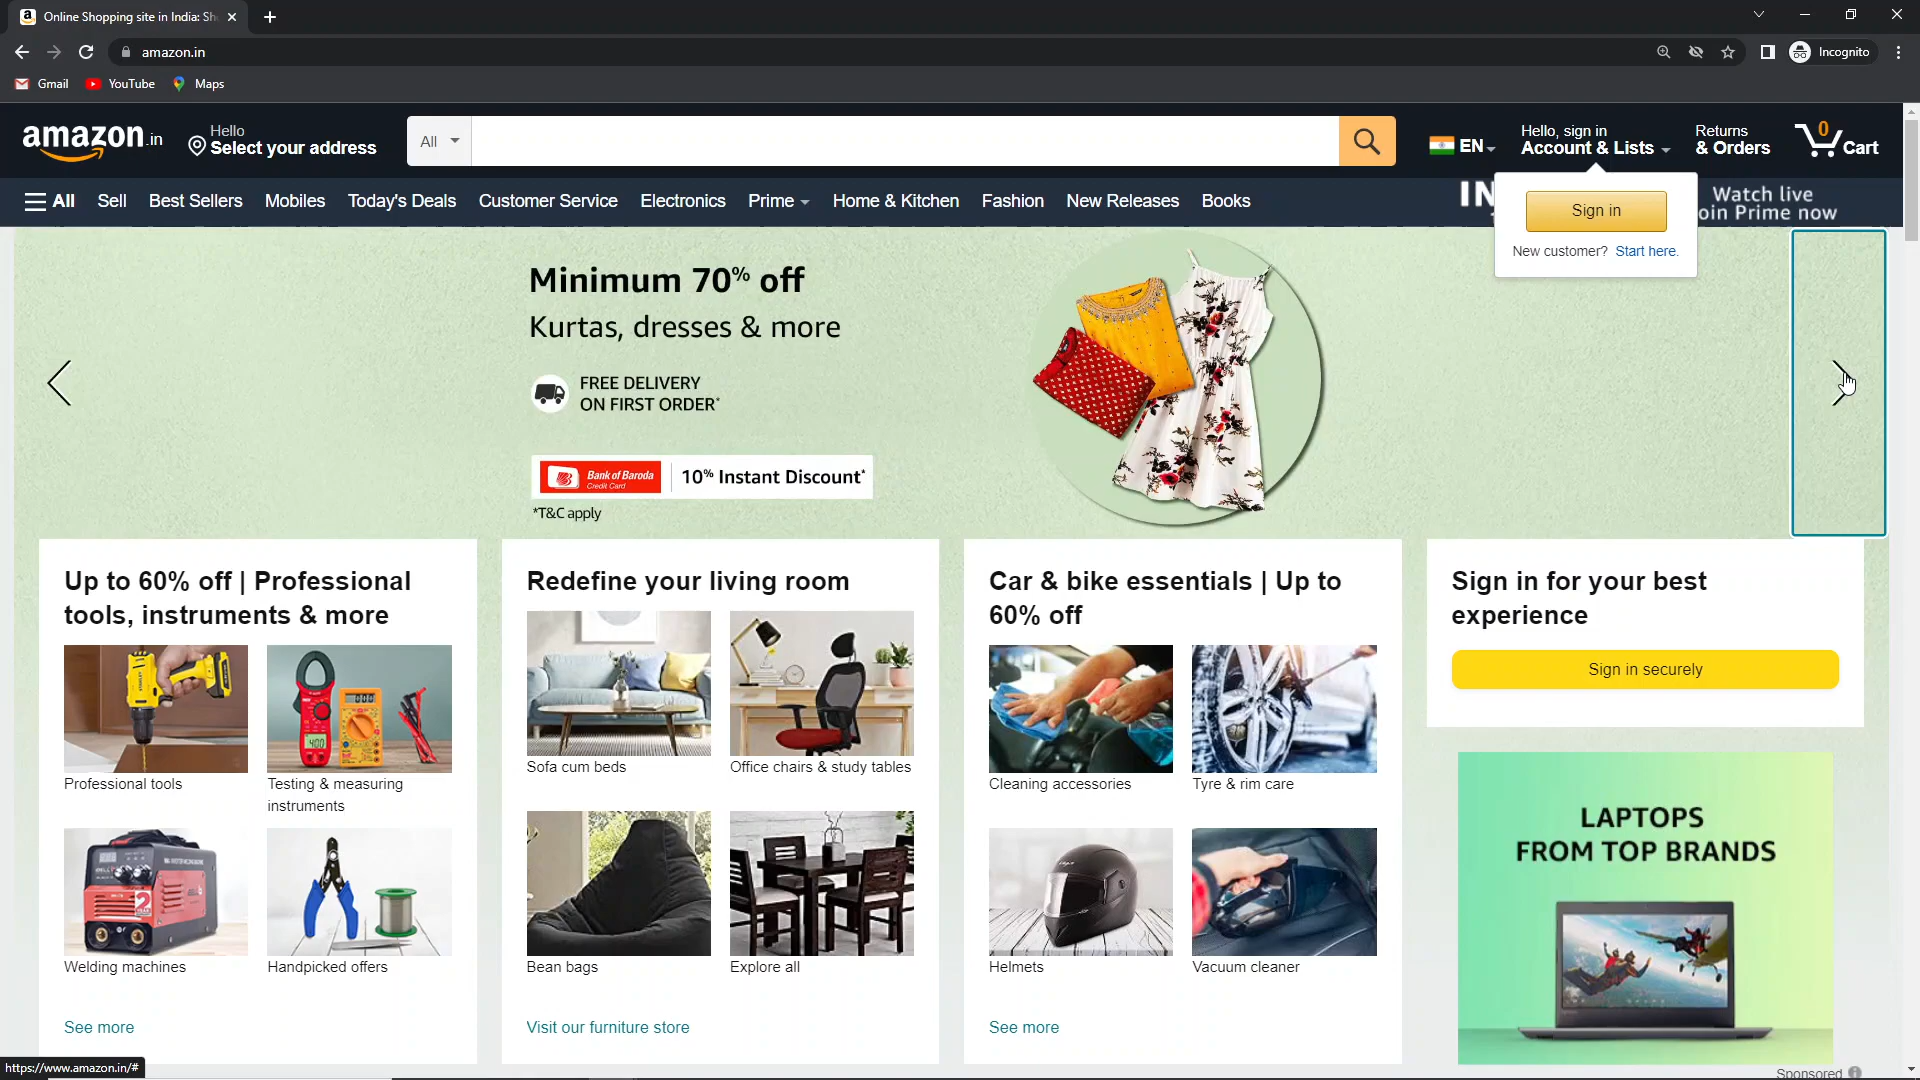 Online Shopping site in India: Sh
amazon.in
Incognito
Gmail
YouTube
Maps
amazon.in
Hello
Select your address
All
EN
Hello, sign in
Account & Lists
Returns
& Orders
0
Cart
All
Sell
Best Sellers
Mobiles
Today's Deals
Customer Service
Electronics
Prime
Home & Kitchen
Fashion
New Releases
Books
IN
Watch live
oin Prime now
Sign in
New customer? Start here.
Minimum 70% off
Kurtas, dresses & more
FREE DELIVERY
ON FIRST ORDER*
Bank of Baroda
Credit Card
10% Instant Discount*
*T&C apply
Up to 60% off | Professional
tools, instruments & more
Professional tools
Testing & measuring
instruments
Welding machines
Handpicked offers
See more
Redefine your living room
Sofa cum beds
Office chairs & study tables
Bean bags
Explore all
Visit our furniture store
Car & bike essentials | Up to
60% off
Cleaning accessories
Tyre & rim care
Helmets
Vacuum cleaner
See more
Sign in for your best
experience
Sign in securely
LAPTOPS
FROM TOP BRANDS
Sponsored
https://www.amazon.in/#